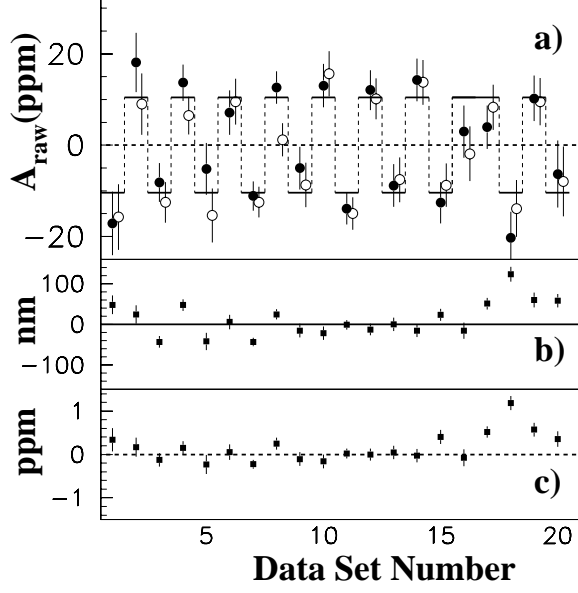 a)
20
0
−20
A_raw(ppm)
100
0
−100
nm
b)
1
0
−1
ppm
c)
5
10
15
20
Data Set Number